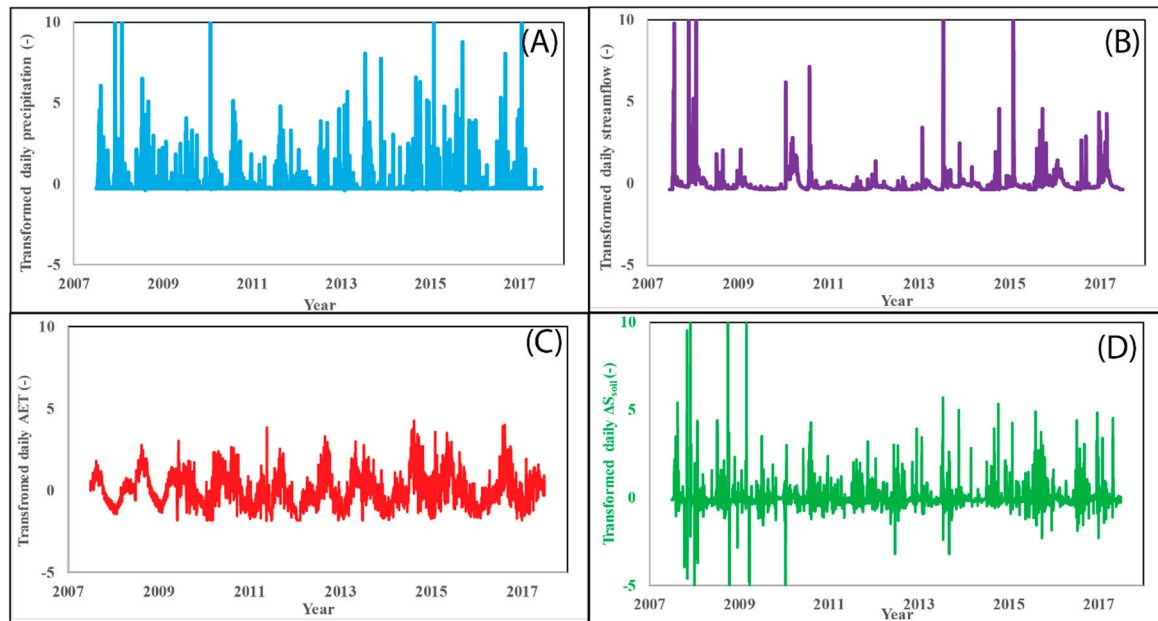 (A)
Transformed daily precipitation (-)
10
5
0
-5
2007 2009 2011 2013 2015 2017
Year
(B)
Transformed daily streamflow (-)
10
5
0
-5
2007 2009 2011 2013 2015 2017
Year
(C)
Transfromed daily AET (-)
10
5
0
-5
2007 2009 2011 2013 2015 2017
Year
(D)
Transformed daily ΔSsoil (-)
10
5
0
-5
2007 2009 2011 2013 2015 2017
Year